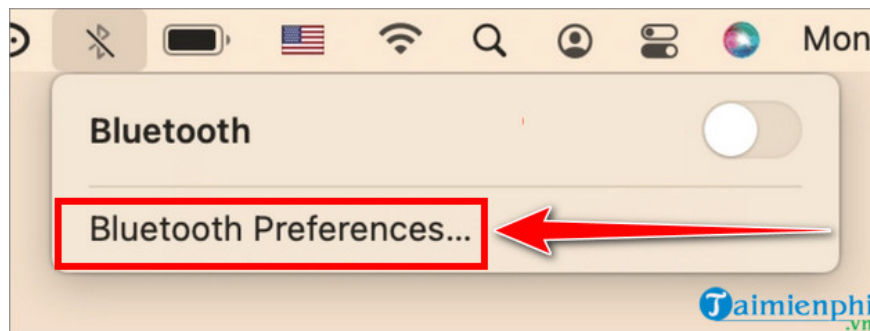 Mon
Bluetooth
Bluetooth Preferences...
Taimienphi
.vn